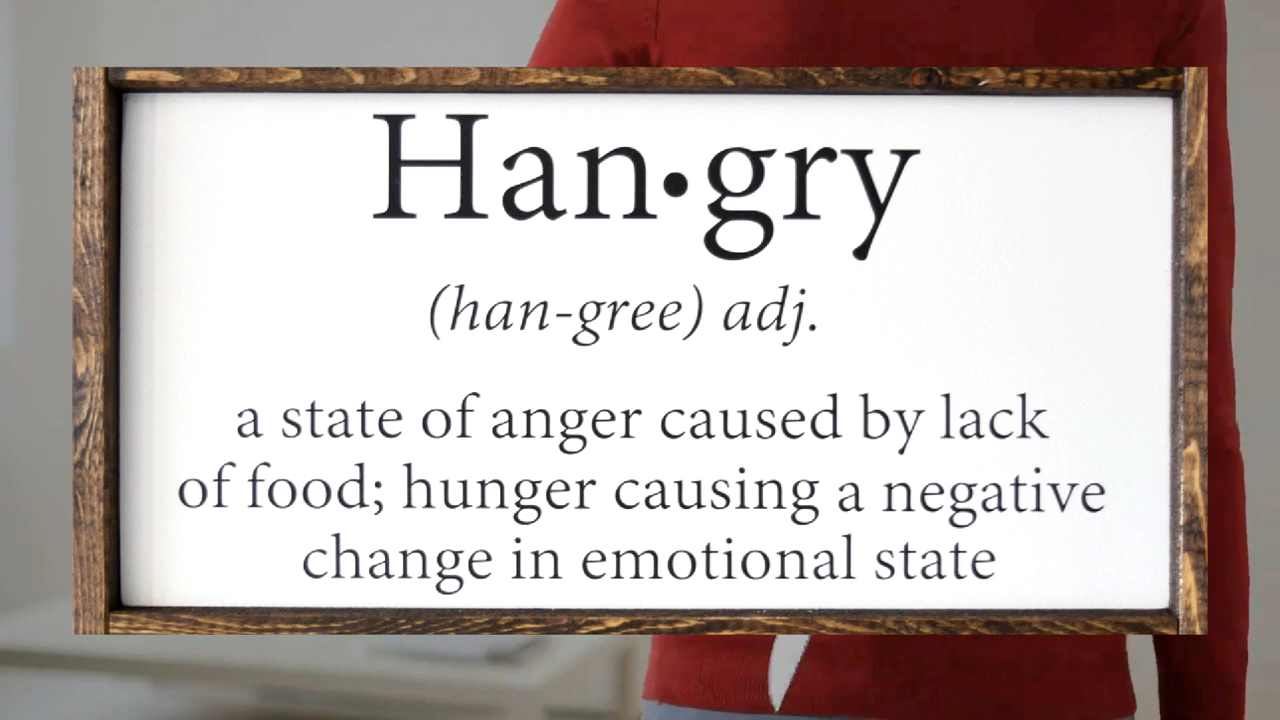 Han•gry
(han-gree) adj.
a state of anger caused by lack
of food; hunger causing a negative
change in emotional state